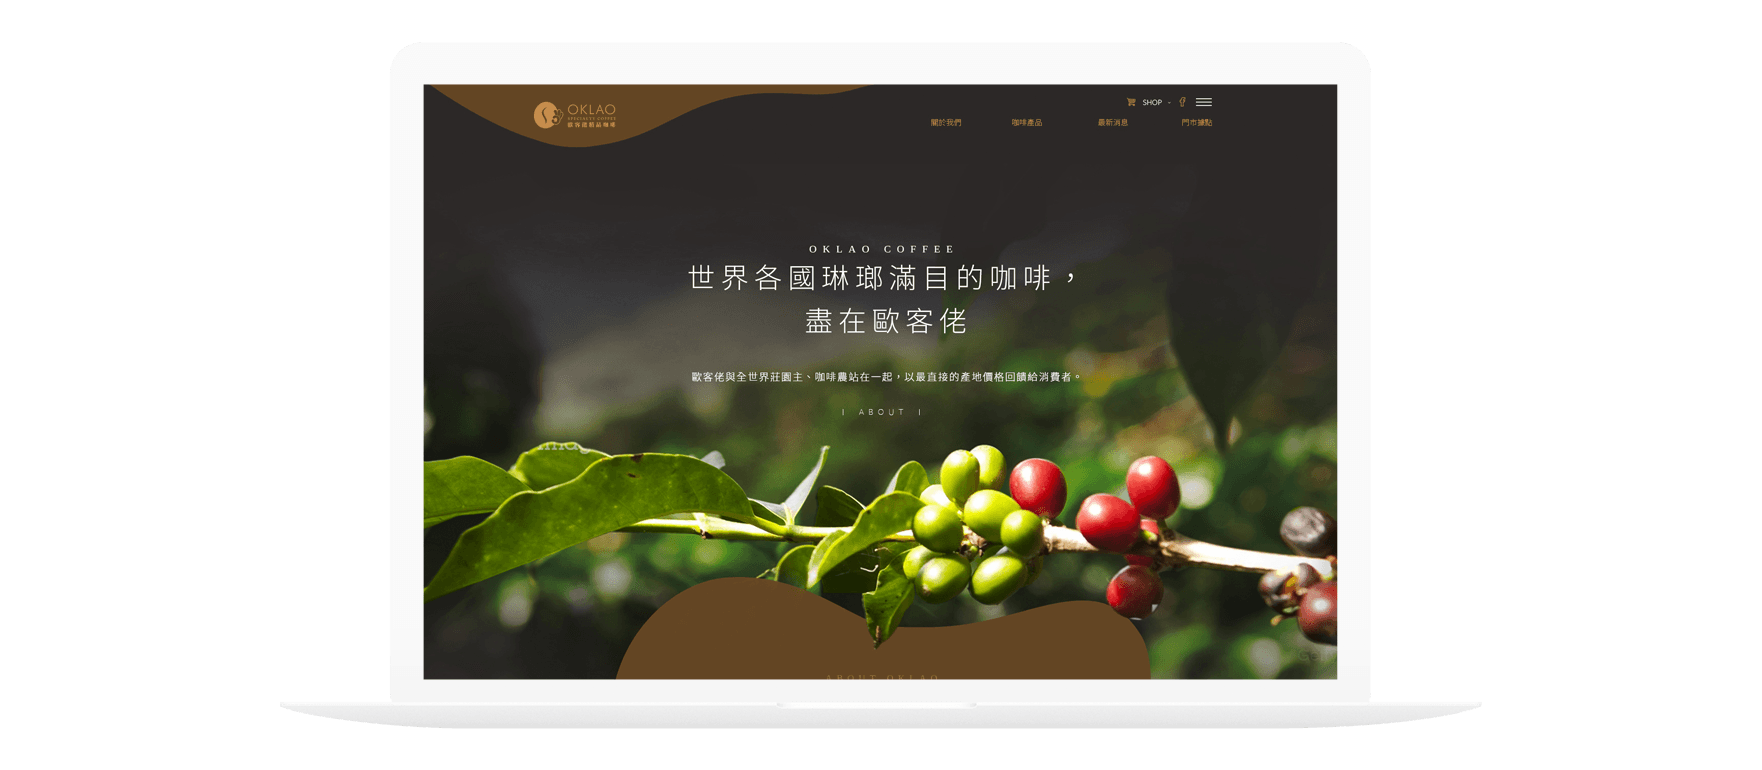 OKLAO
SPECIALTY COFFEE
歐客佬精品咖啡
SHOP
關於我們
咖啡產品
最新消息
門市據點
OKLAO COFFEE
世界各國琳瑯滿目的咖啡，
盡在歐客佬
歐客佬與全世界莊園主、咖啡農站在一起，以最直接的產地價格回饋給消費者。
| ABOUT |
ABOUT OKLAO